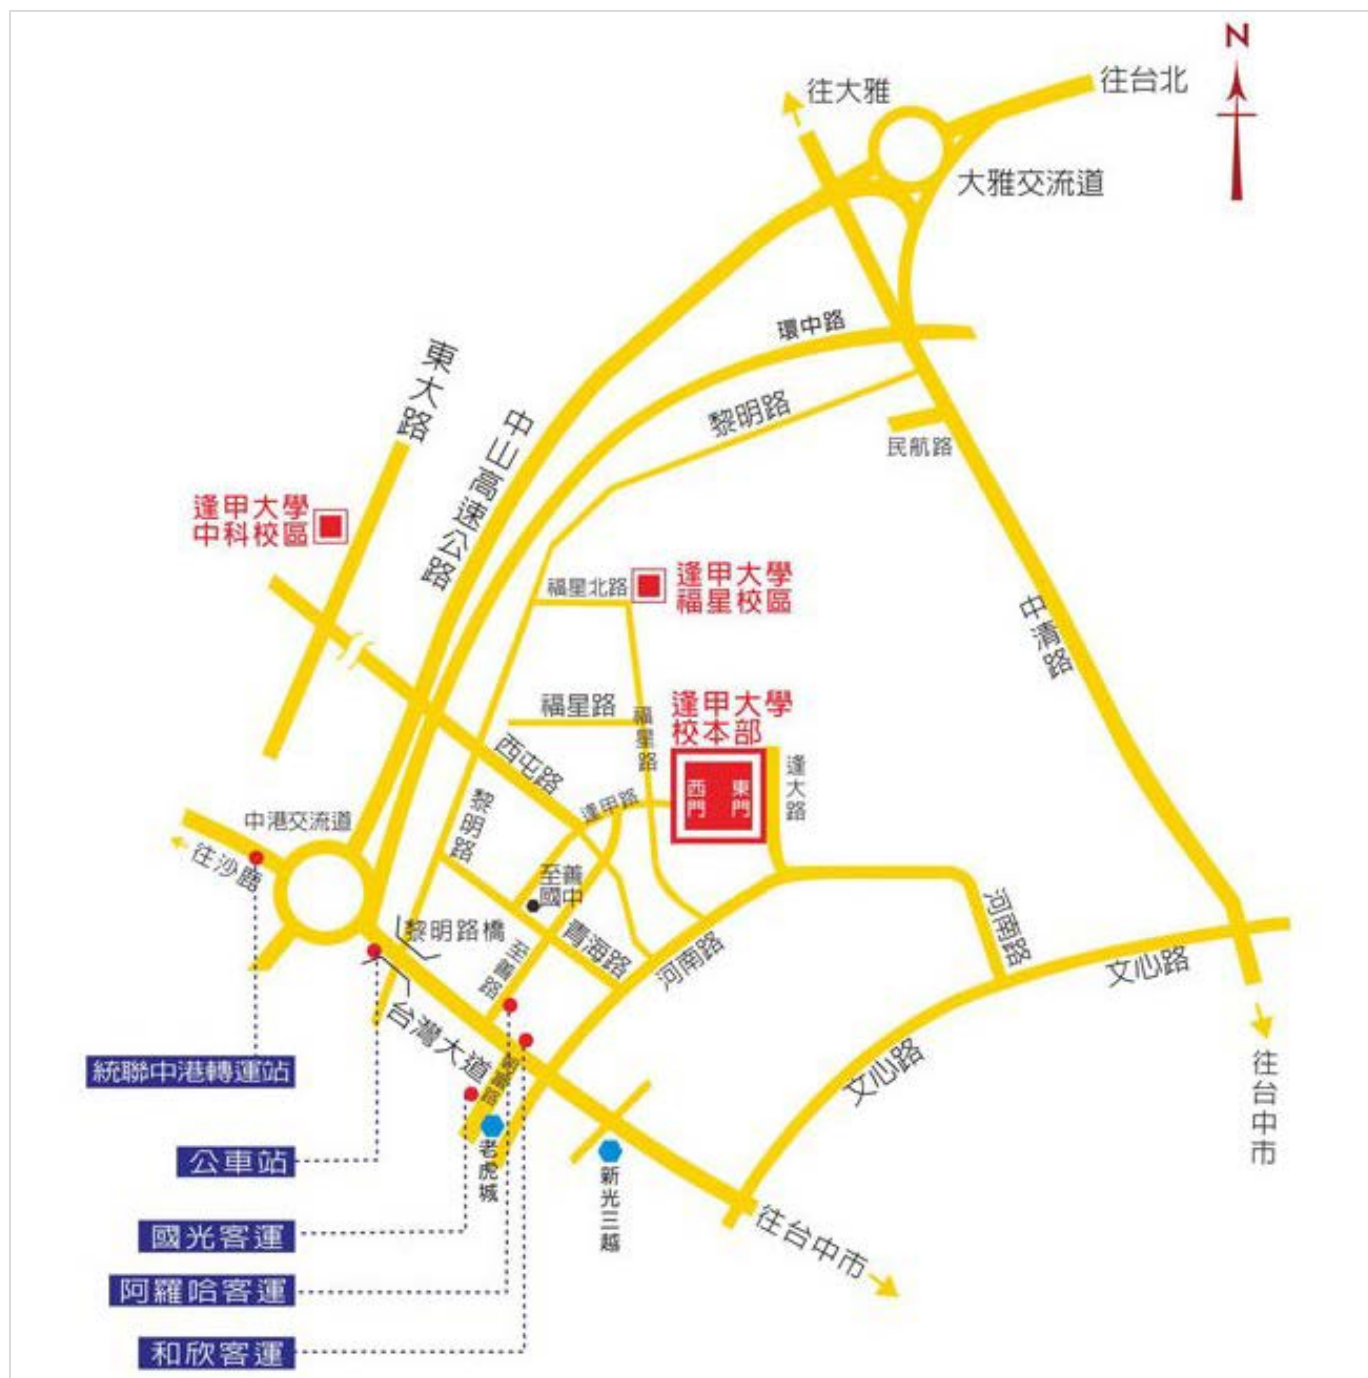 N
往台北
往大雅
大雅交流道
環中路
東大路
黎明路
中山高速公路
民航路
逢甲大學
中科校區
福星北路
逢甲大學
福星校區
中清路
福星路
逢甲大學
校本部
福星路
西屯路
西門
東門
逢大路
黎明路
逢甲路
中港交流道
往沙鹿
至善
國中
黎明路橋
青海路
河南路
河南路
至善路
文心路
台灣大道
文心路
往台中市
統聯中港轉運站
朝富路
公車站
老虎城
新光三越
國光客運
往台中市
阿羅哈客運
和欣客運